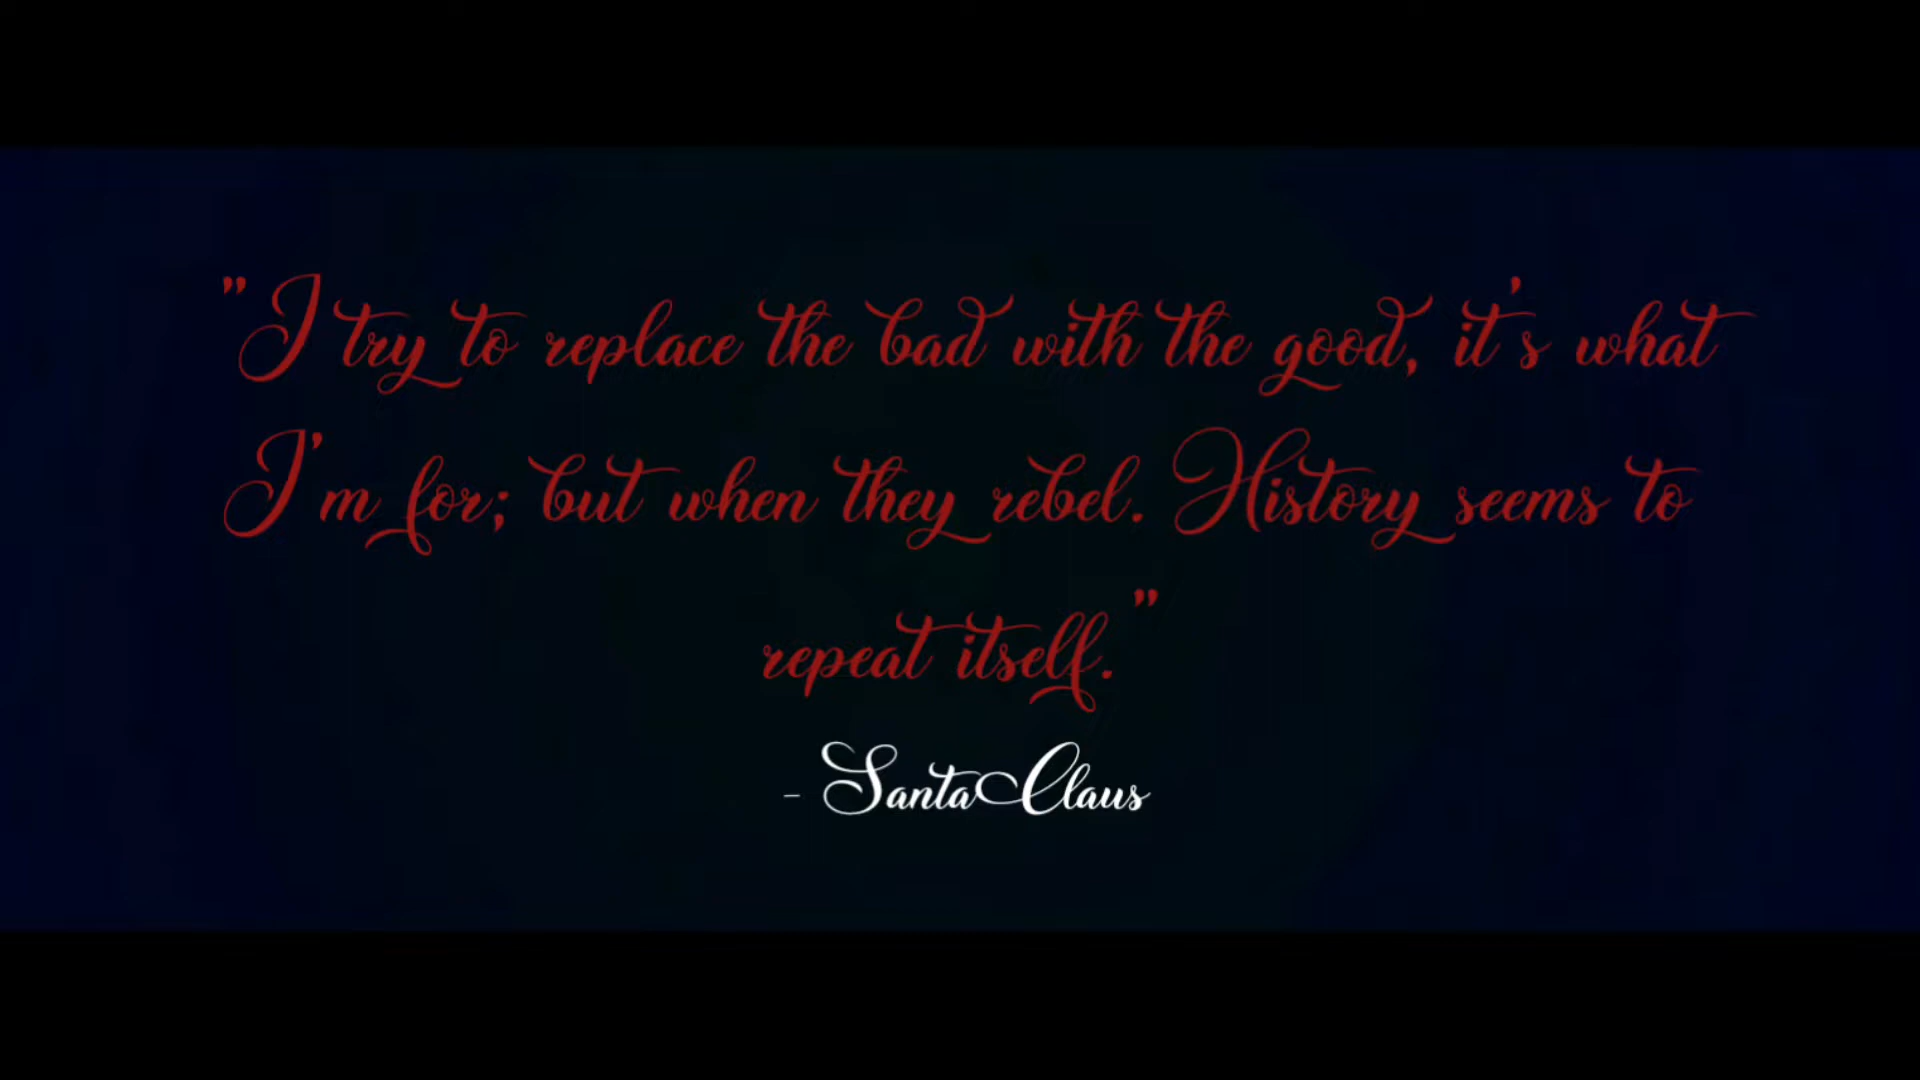 "I try to replace the bad with the good, it's what
I'm for; but when they rebel. History seems to
repeat itself."
- Santa Claus